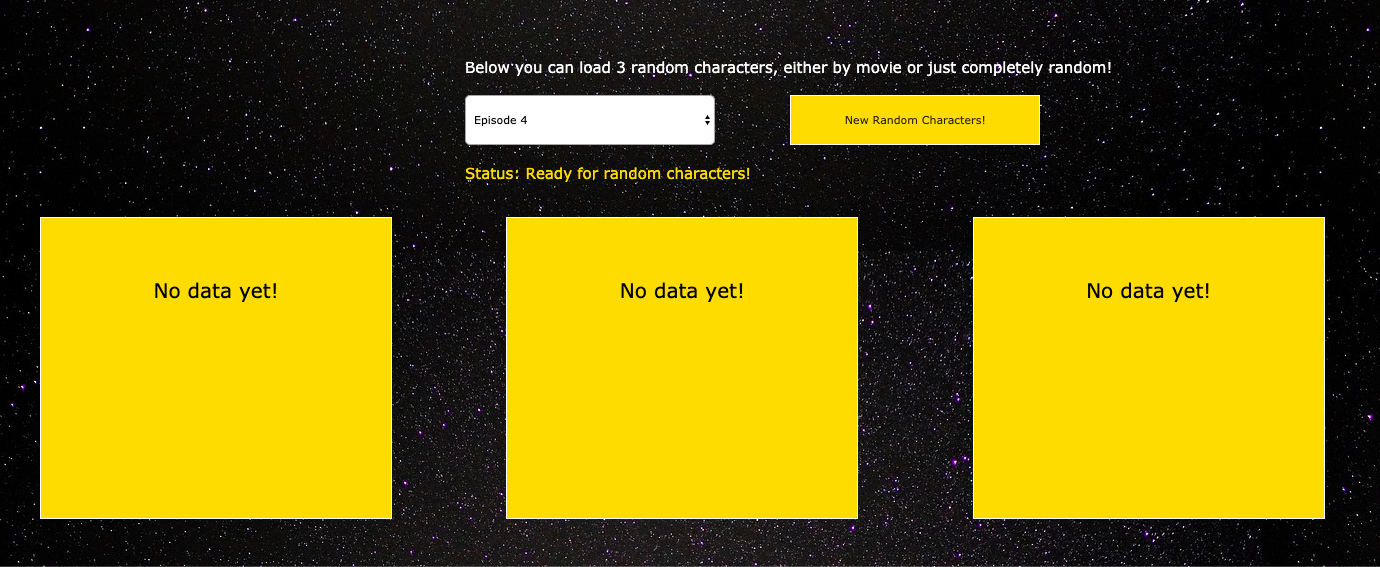 Below you can load 3 random characters, either by movie or just completely random!
Episode 4
New Random Characters!
Status: Ready for random characters!
No data yet!
No data yet!
No data yet!